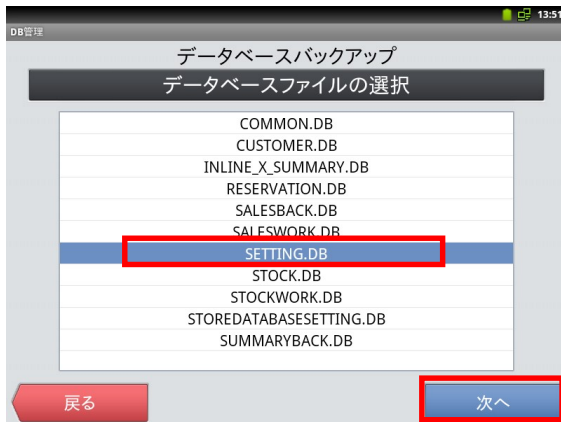 13:51
DB管理
データベースバックアップ
データベースファイルの選択
COMMON.DB
CUSTOMER.DB
INLINE_X_SUMMARY.DB
RESERVATION.DB
SALESBACK.DB
SALESWORK.DB
SETTING.DB
STOCK.DB
STOCKWORK.DB
STOREDATABASESETTING.DB
SUMMARYBACK.DB
戻る
次へ